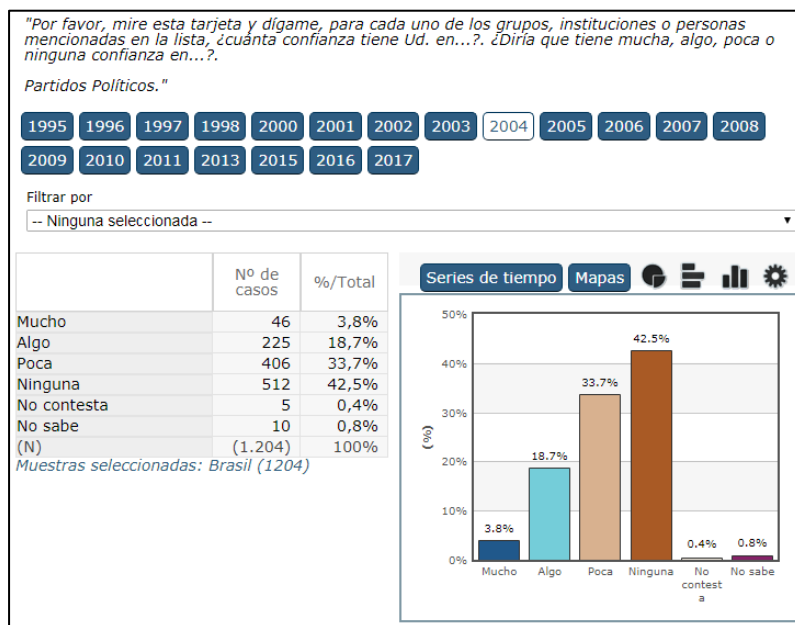 "Por favor, mire esta tarjeta y dígame, para cada uno de los grupos, instituciones o personas
mencionadas en la lista, ¿cuánta confianza tiene Ud. en...?. ¿Diría que tiene mucha, algo, poca o
ninguna confianza en...?.
Partidos Políticos."
1995 1996 1997 1998 2000 2001 2002 2003 2004 2005 2006 2007 2008
2009 2010 2011 2013 2015 2016 2017
Filtrar por
-- Ninguna seleccionada --
Nº de
casos
%/Total
Mucho 46 3,8%
Algo 225 18,7%
Poca 406 33,7%
Ninguna 512 42,5%
No contesta 5 0,4%
No sabe 10 0,8%
(N) (1.204) 100%
Muestras seleccionadas: Brasil (1204)
Series de tiempo Mapas
50%
40%
30%
20%
10%
0%
(%)
3.8%
18.7%
33.7%
42.5%
0.4%
0.8%
Mucho Algo Poca Ninguna No contest a No sabe